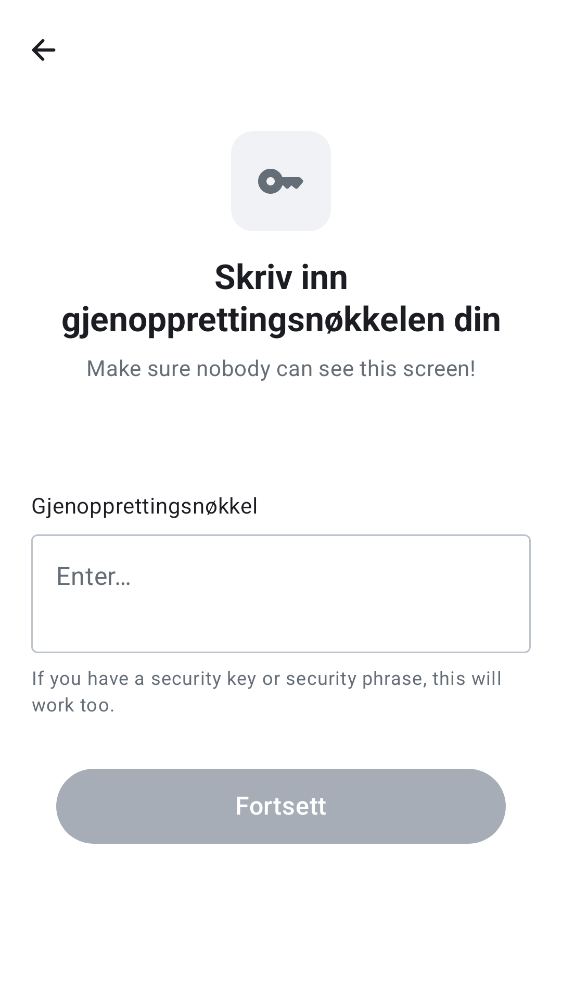 Skriv inn
gjenopprettingsnøkkelen din
Make sure nobody can see this screen!
Gjenopprettingsnøkkel
Enter…
If you have a security key or security phrase, this will
work too.
Fortsett